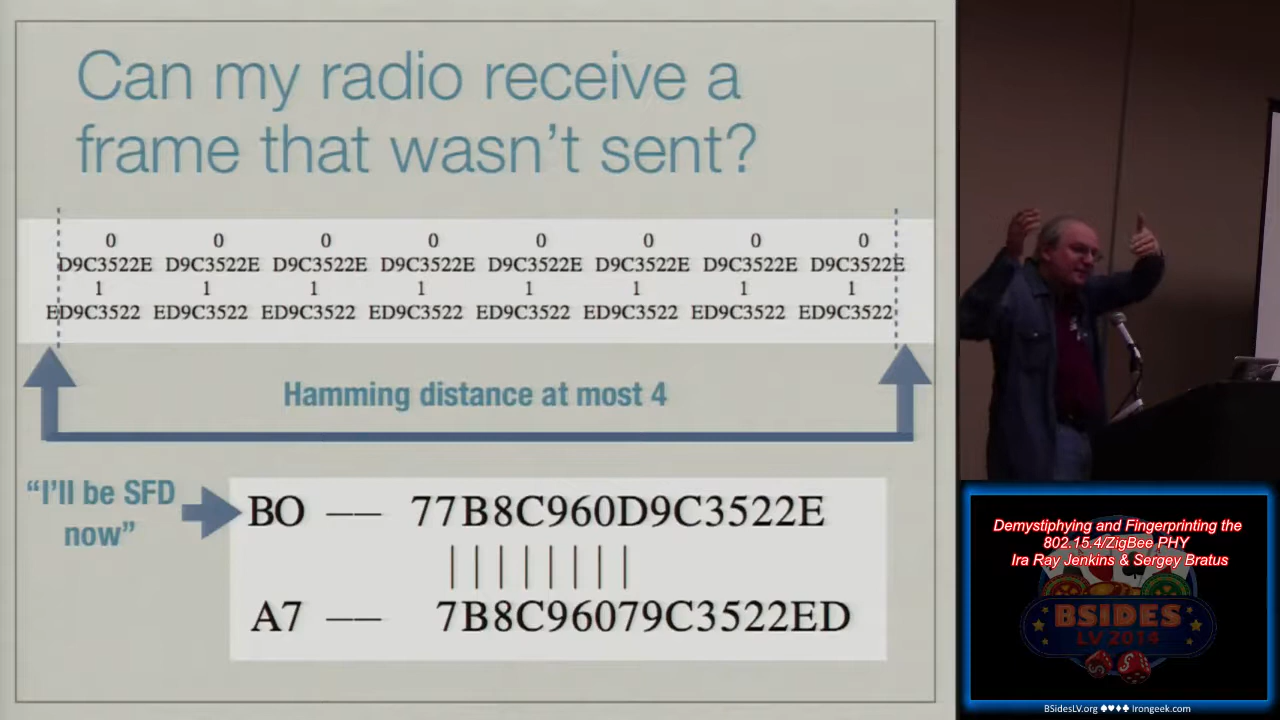 Can my radio receive a
frame that wasn't sent?
0 0 0 0 0 0 0 0
D9C3522E D9C3522E D9C3522E D9C3522E D9C3522E D9C3522E D9C3522E D9C3522E
1 1 1 1 1 1 1 1
ED9C3522 ED9C3522 ED9C3522 ED9C3522 ED9C3522 ED9C3522 ED9C3522 ED9C3522
Hamming distance at most 4
“I'll be SFD
now”
BO —— 77B8C960D9C3522E
A7 —— 7B8C96079C3522ED
Demystiphying and Fingerprinting the
802.15.4/ZigBee PHY
Ira Ray Jenkins & Sergey Bratus
BSIDES
LV 2014
BSidesLV.org ♠♥♦♣ Irongeek.com